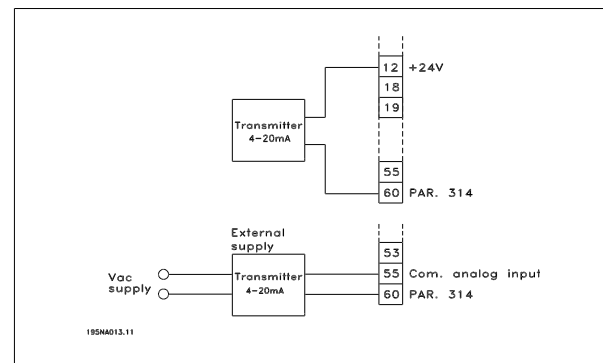 12 +24V
18
19
Transmitter
4-20mA
55
60 PAR. 314
External
supply
53
Vac
supply
Transmitter
4-20mA
55 Com. analog input
60 PAR. 314
195NA013.11